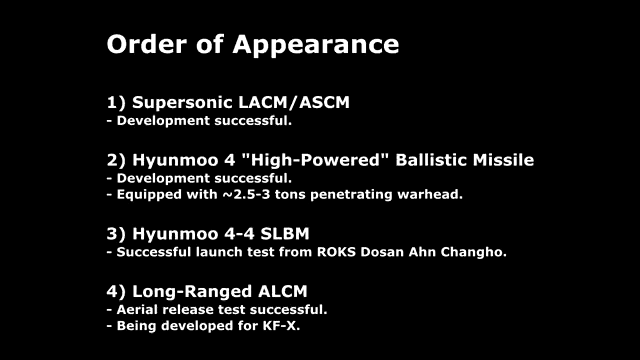 Order of Appearance
1) Supersonic LACM/ASCM
- Development successful.
2) Hyunmoo 4 "High-Powered" Ballistic Missile
- Development successful.
- Equipped with ~2.5-3 tons penetrating warhead.
3) Hyunmoo 4-4 SLBM
- Successful launch test from ROKS Dosan Ahn Changho.
4) Long-Ranged ALCM
- Aerial release test successful.
- Being developed for KF-X.